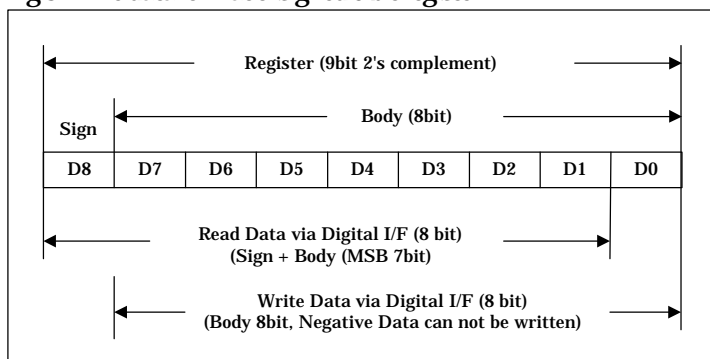 Register (9bit 2's complement)
Sign
Body (8bit)
D8 D7 D6 D5 D4 D3 D2 D1 D0
Read Data via Digital I/F (8 bit)
(Sign + Body (MSB 7bit)
Write Data via Digital I/F (8 bit)
(Body 8bit, Negative Data can not be written)